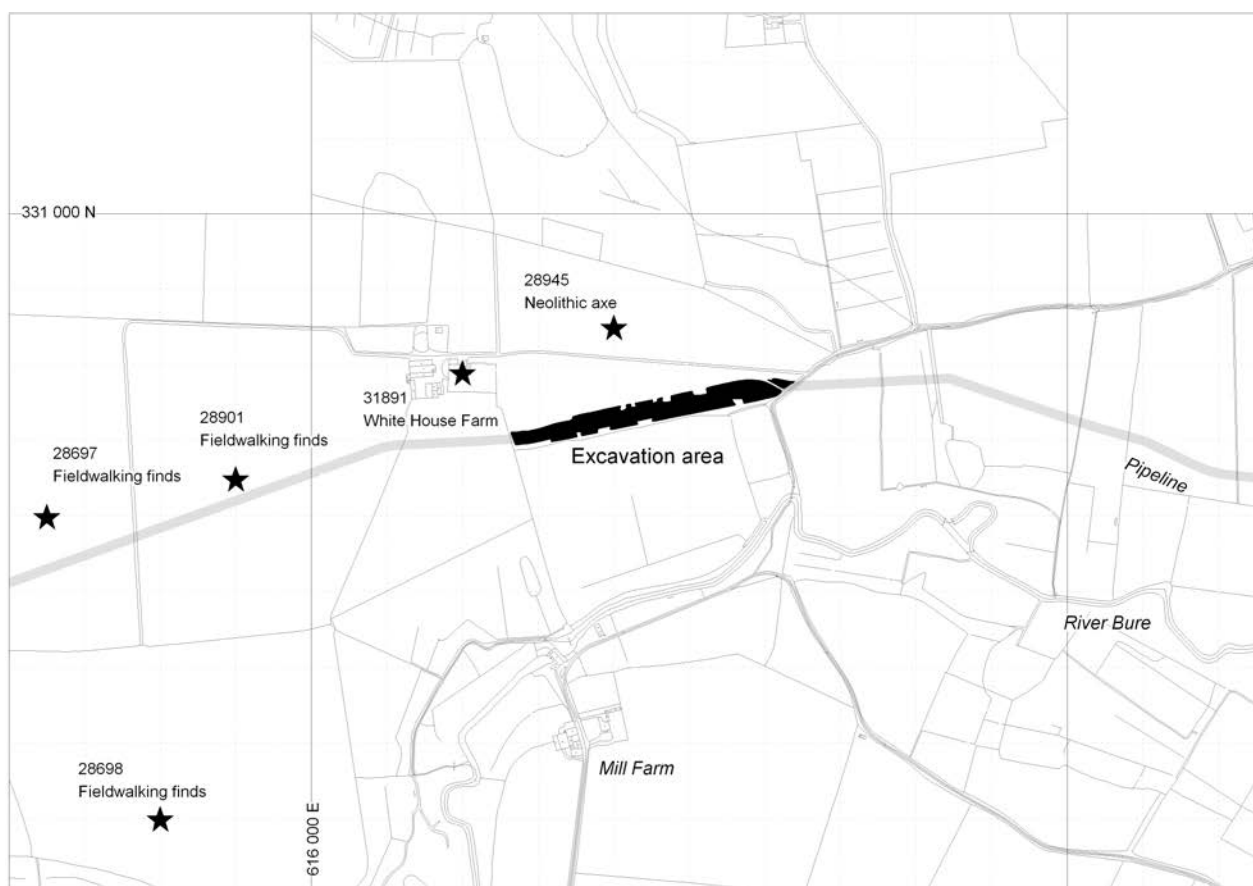 331 000 N
28945
Neolithic axe
31891
White House Farm
28901
Fieldwalking finds
28697
Fieldwalking finds
Excavation area
Pipeline
River Bure
Mill Farm
28698
Fieldwalking finds
616 000 E